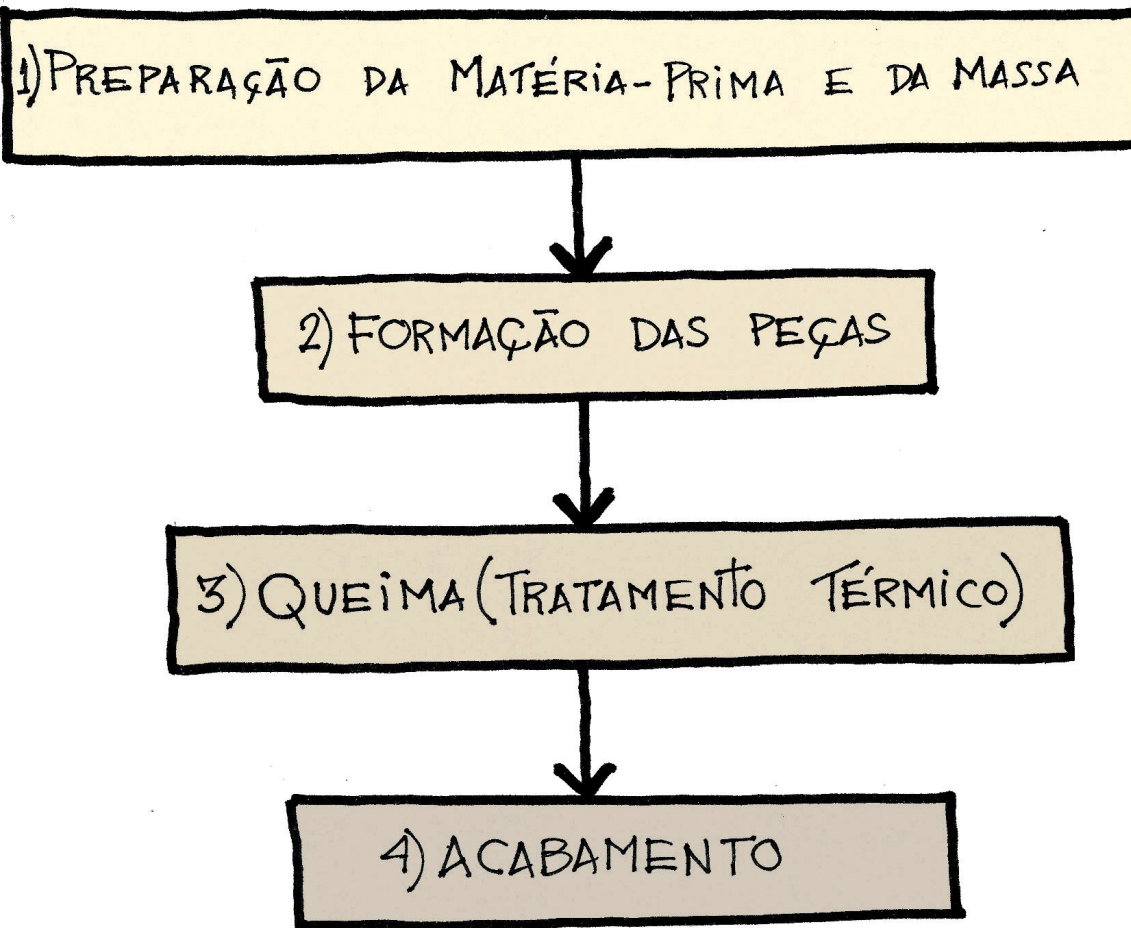 1) PREPARAÇÃO DA MATÉRIA-PRIMA E DA MASSA
2) FORMAÇÃO DAS PEÇAS
3) QUEIMA (TRATAMENTO TÉRMICO)
4) ACABAMENTO